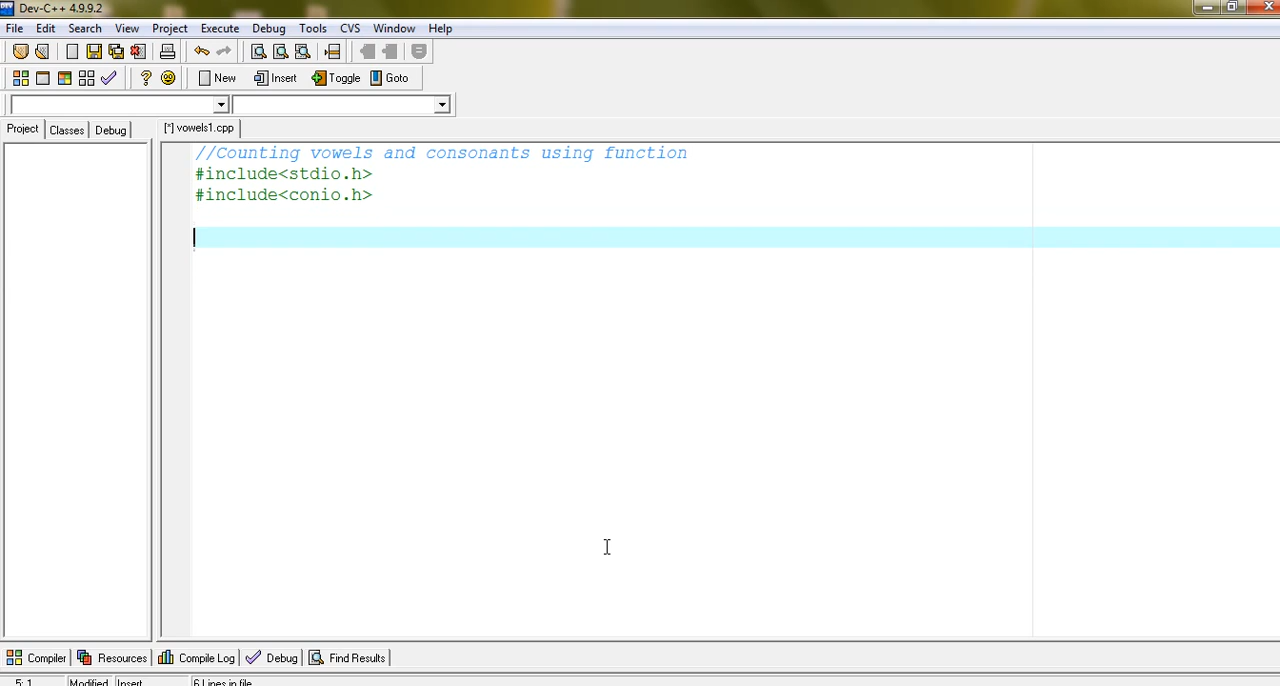 Dev-C++ 4.9.9.2
File Edit Search View Project Execute Debug Tools CVS Window Help
New Insert Toggle Goto
Project Classes Debug [*] vowels1.cpp
//Counting vowels and consonants using function
#include<stdio.h>
#include<conio.h>
Compiler Resources Compile Log Debug Find Results
5: 1 Modified Insert 6 Lines in file